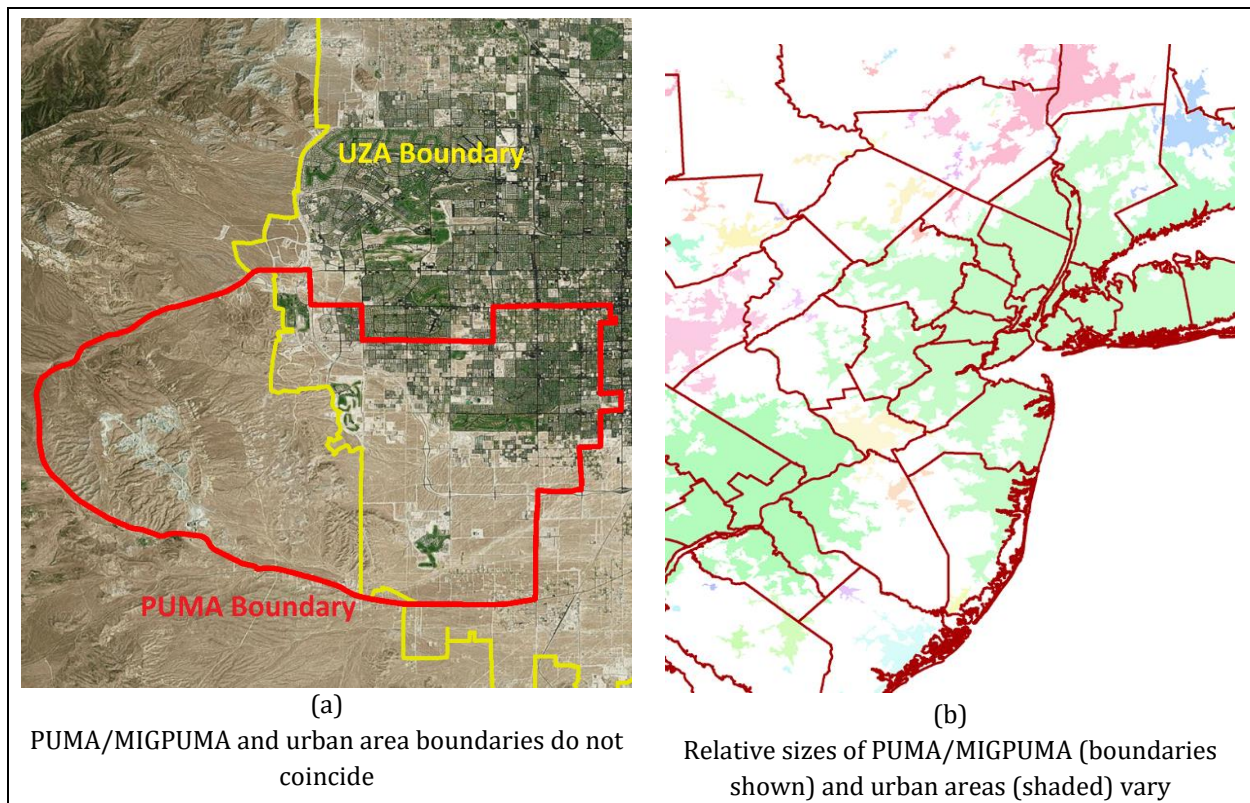 UZA Boundary
PUMA Boundary
(a)
PUMA/MIGPUMA and urban area boundaries do not
coincide
(b)
Relative sizes of PUMA/MIGPUMA (boundaries
shown) and urban areas (shaded) vary